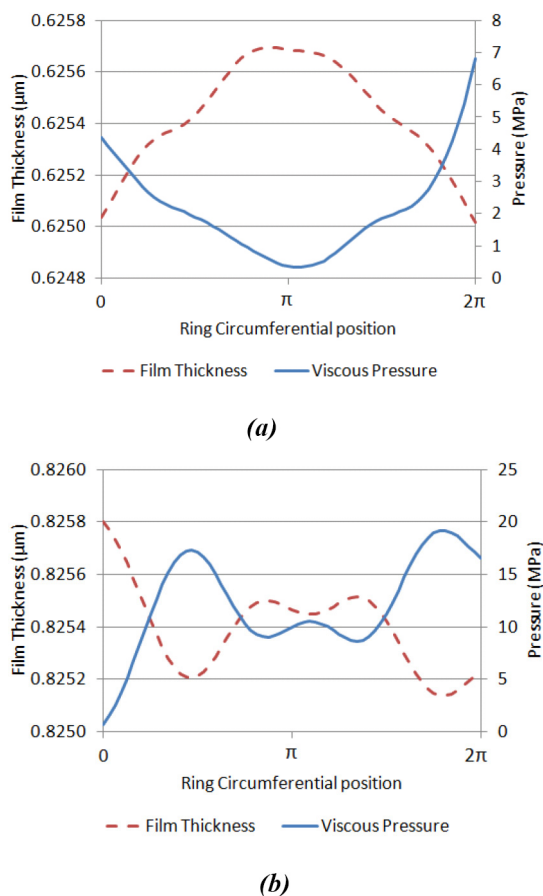 0.6258
0.6256
0.6254
0.6252
0.6250
0.6248
Film Thickness (μm)
8
7
6
5
4
3
2
1
0
Pressure (MPa)
0
π
2π
Ring Circumferential position
Film Thickness
Viscous Pressure
(a)
0.8260
0.8258
0.8256
0.8254
0.8252
0.8250
Film Thickness (μm)
25
20
15
10
5
0
Pressure (MPa)
0
π
2π
Ring Circumferential position
Film Thickness
Viscous Pressure
(b)